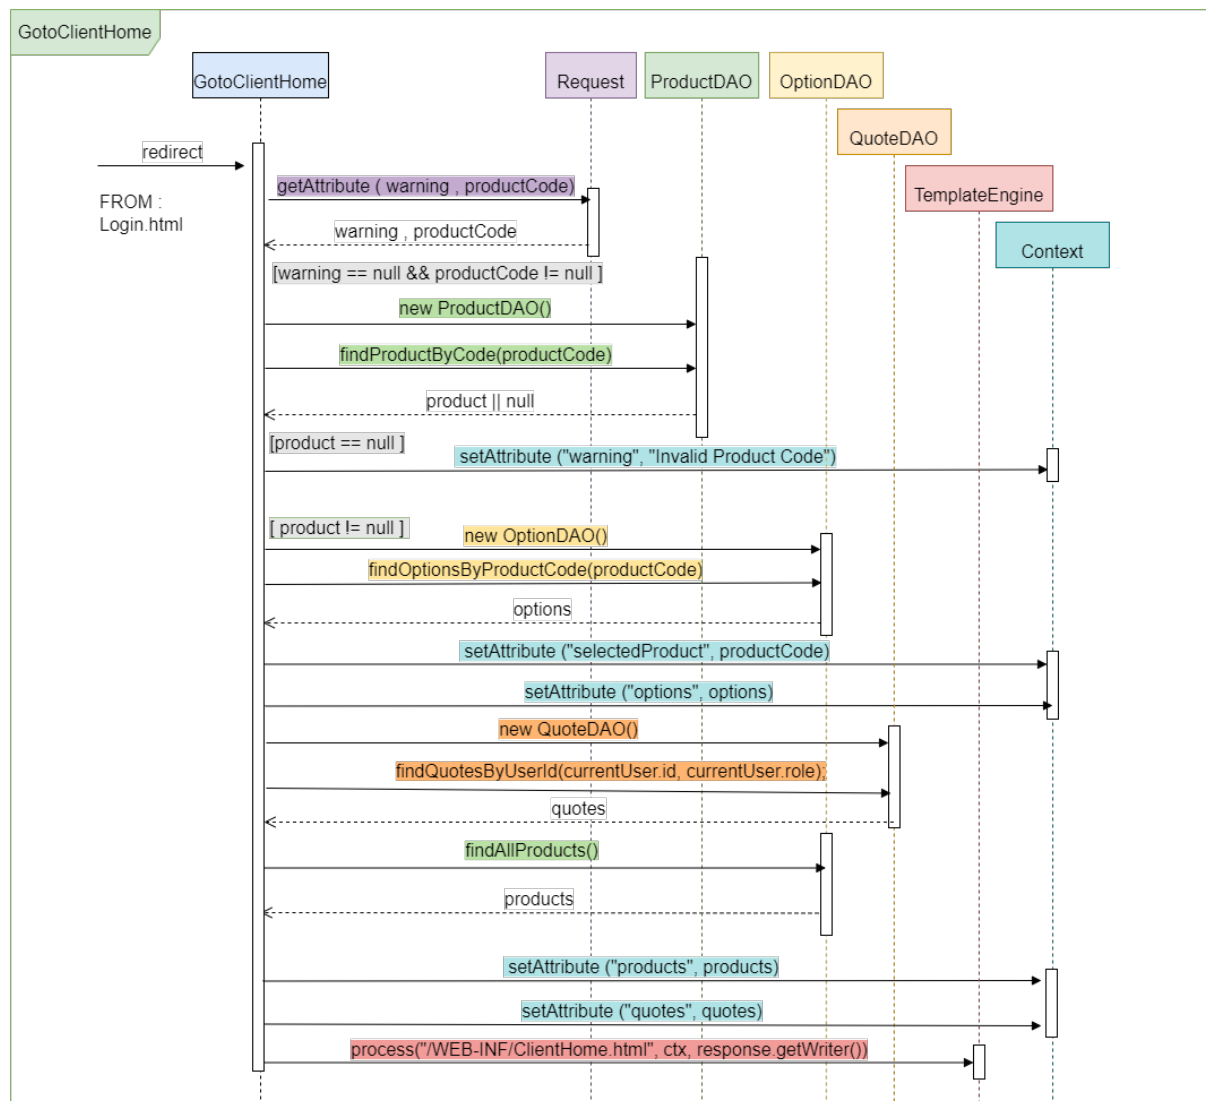 GotoClientHome
GotoClientHome
Request
ProductDAO
OptionDAO
QuoteDAO
TemplateEngine
Context
redirect
FROM :
Login.html
getAttribute ( warning , productCode)
warning , productCode
[warning == null && productCode != null ]
new ProductDAO()
findProductByCode(productCode)
product || null
[product == null ]
setAttribute ("warning", "Invalid Product Code")
[ product != null ]
new OptionDAO()
findOptionsByProductCode(productCode)
options
setAttribute ("selectedProduct", productCode)
setAttribute ("options", options)
new QuoteDAO()
findQuotesByUserId(currentUser.id, currentUser.role);
quotes
findAllProducts()
products
setAttribute ("products", products)
setAttribute ("quotes", quotes)
process("/WEB-INF/ClientHome.html", ctx, response.getWriter())